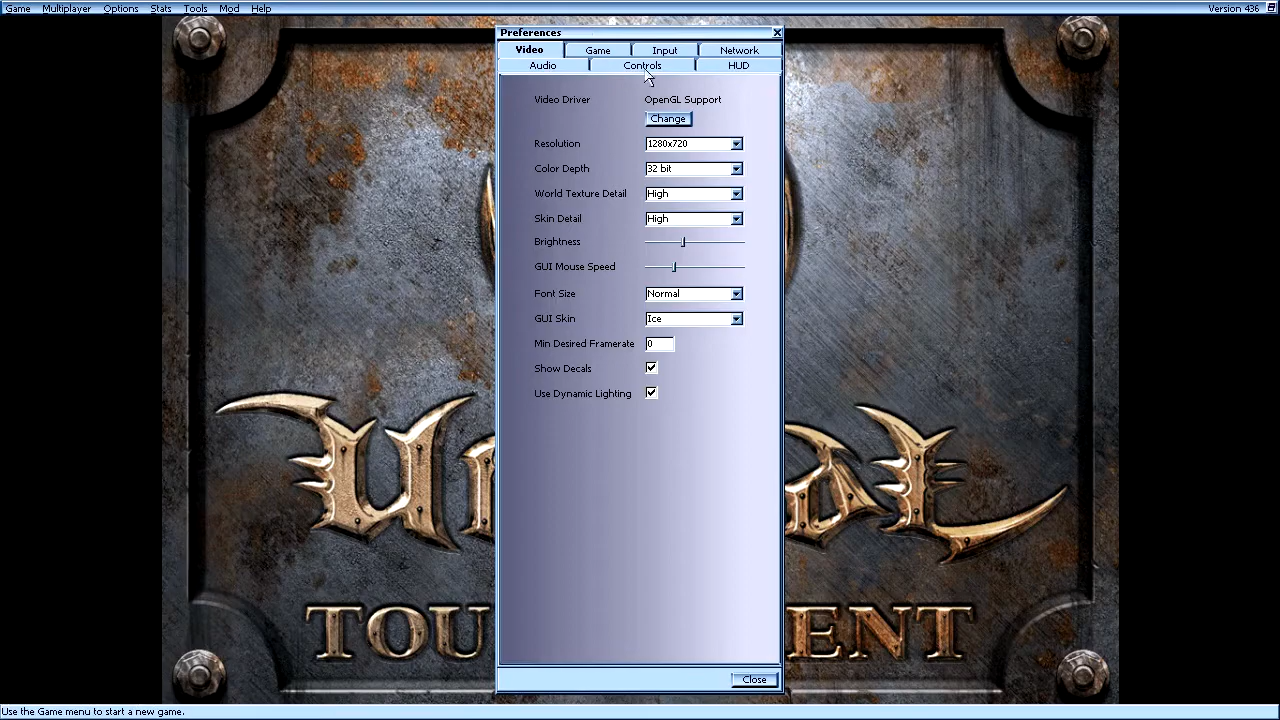 Game Multiplayer Options Stats Tools Mod Help Version 436
Preferences
Video Game Input Network
Audio Controls HUD
Video Driver OpenGL Support
Change
Resolution 1280x720
Color Depth 32 bit
World Texture Detail High
Skin Detail High
Brightness
GUI Mouse Speed
Font Size Normal
GUI Skin Ice
Min Desired Framerate 0
Show Decals
Use Dynamic Lighting
Close
Use the Game menu to start a new game.